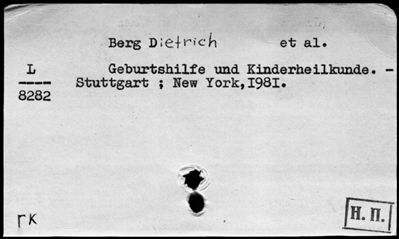 Berg Dietrich et al.
L Geburtshilfe und Kinderheilkunde. -
Stuttgart ; New York, 1981.
8282
ГК
Н. П.